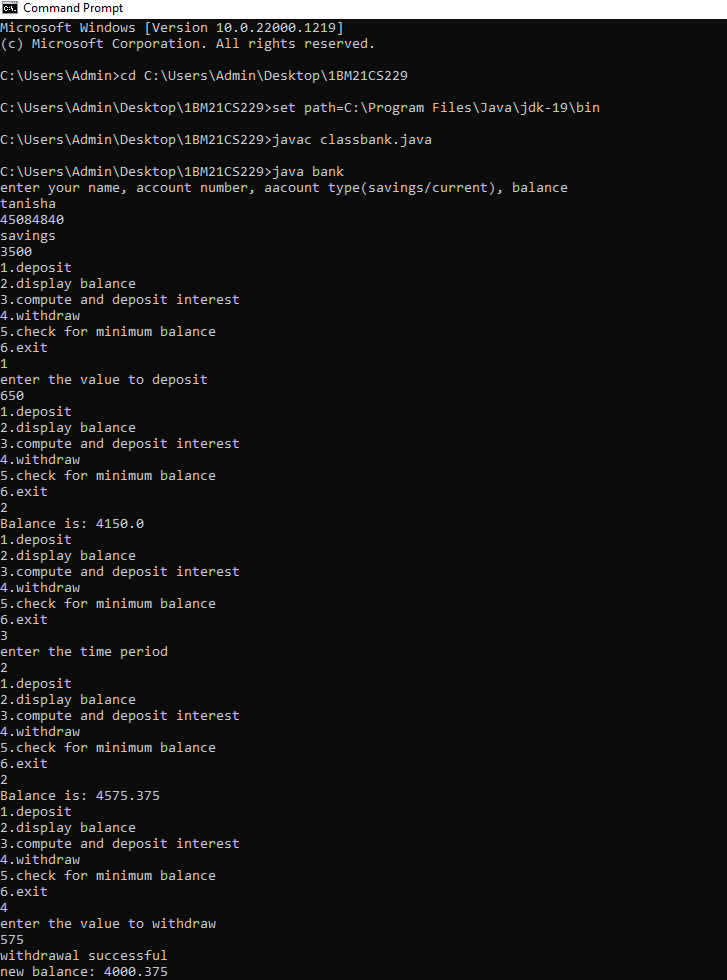 Command Prompt
Microsoft Windows [Version 10.0.22000.1219]
(c) Microsoft Corporation. All rights reserved.
C:\Users\Admin>cd C:\Users\Admin\Desktop\1BM21CS229
C:\Users\Admin\Desktop\1BM21CS229>set path=C:\Program Files\Java\jdk-19\bin
C:\Users\Admin\Desktop\1BM21CS229>javac classbank.java
C:\Users\Admin\Desktop\1BM21CS229>java bank
enter your name, account number, aacount type(savings/current), balance
tanisha
45084840
savings
3500
1.deposit
2.display balance
3.compute and deposit interest
4.withdraw
5.check for minimum balance
6.exit
1
enter the value to deposit
650
1.deposit
2.display balance
3.compute and deposit interest
4.withdraw
5.check for minimum balance
6.exit
2
Balance is: 4150.0
1.deposit
2.display balance
3.compute and deposit interest
4.withdraw
5.check for minimum balance
6.exit
3
enter the time period
2
1.deposit
2.display balance
3.compute and deposit interest
4.withdraw
5.check for minimum balance
6.exit
2
Balance is: 4575.375
1.deposit
2.display balance
3.compute and deposit interest
4.withdraw
5.check for minimum balance
6.exit
4
enter the value to withdraw
575
withdrawal successful
new balance: 4000.375